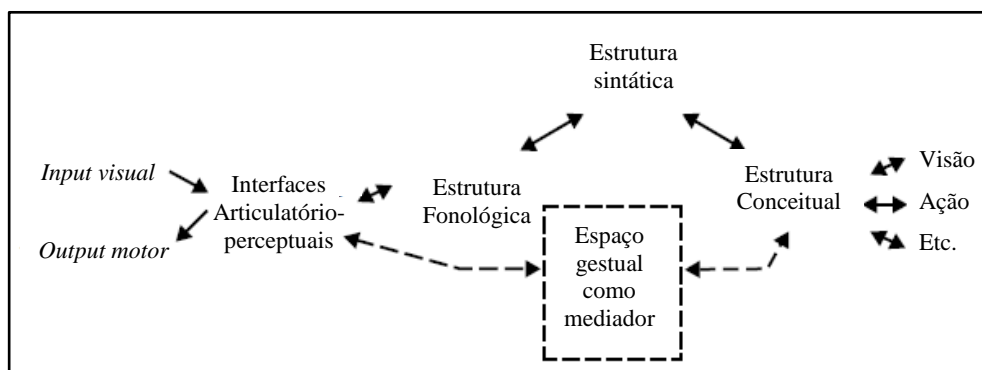 Estrutura
sintática
Input visual
Output motor
Interfaces
Articulatório-
perceptuais
Estrutura
Fonológica
Estrutura
Conceitual
Visão
Ação
Etc.
Espaço
gestual
como
mediador